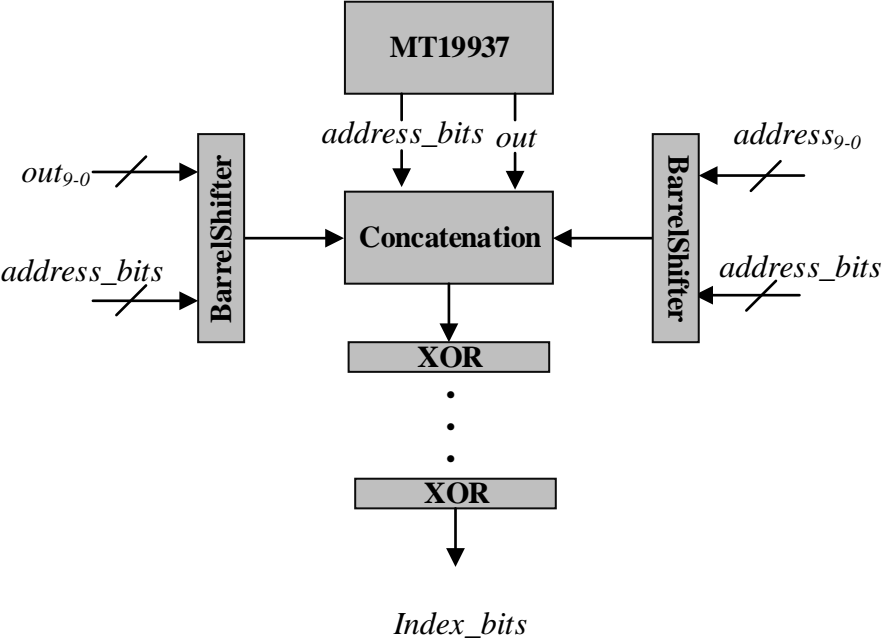 MT19937
address_bits out
out9-0
BarrelShifter
address_bits
Concatenation
address9-0
BarrelShifter
address_bits
XOR
XOR
Index_bits